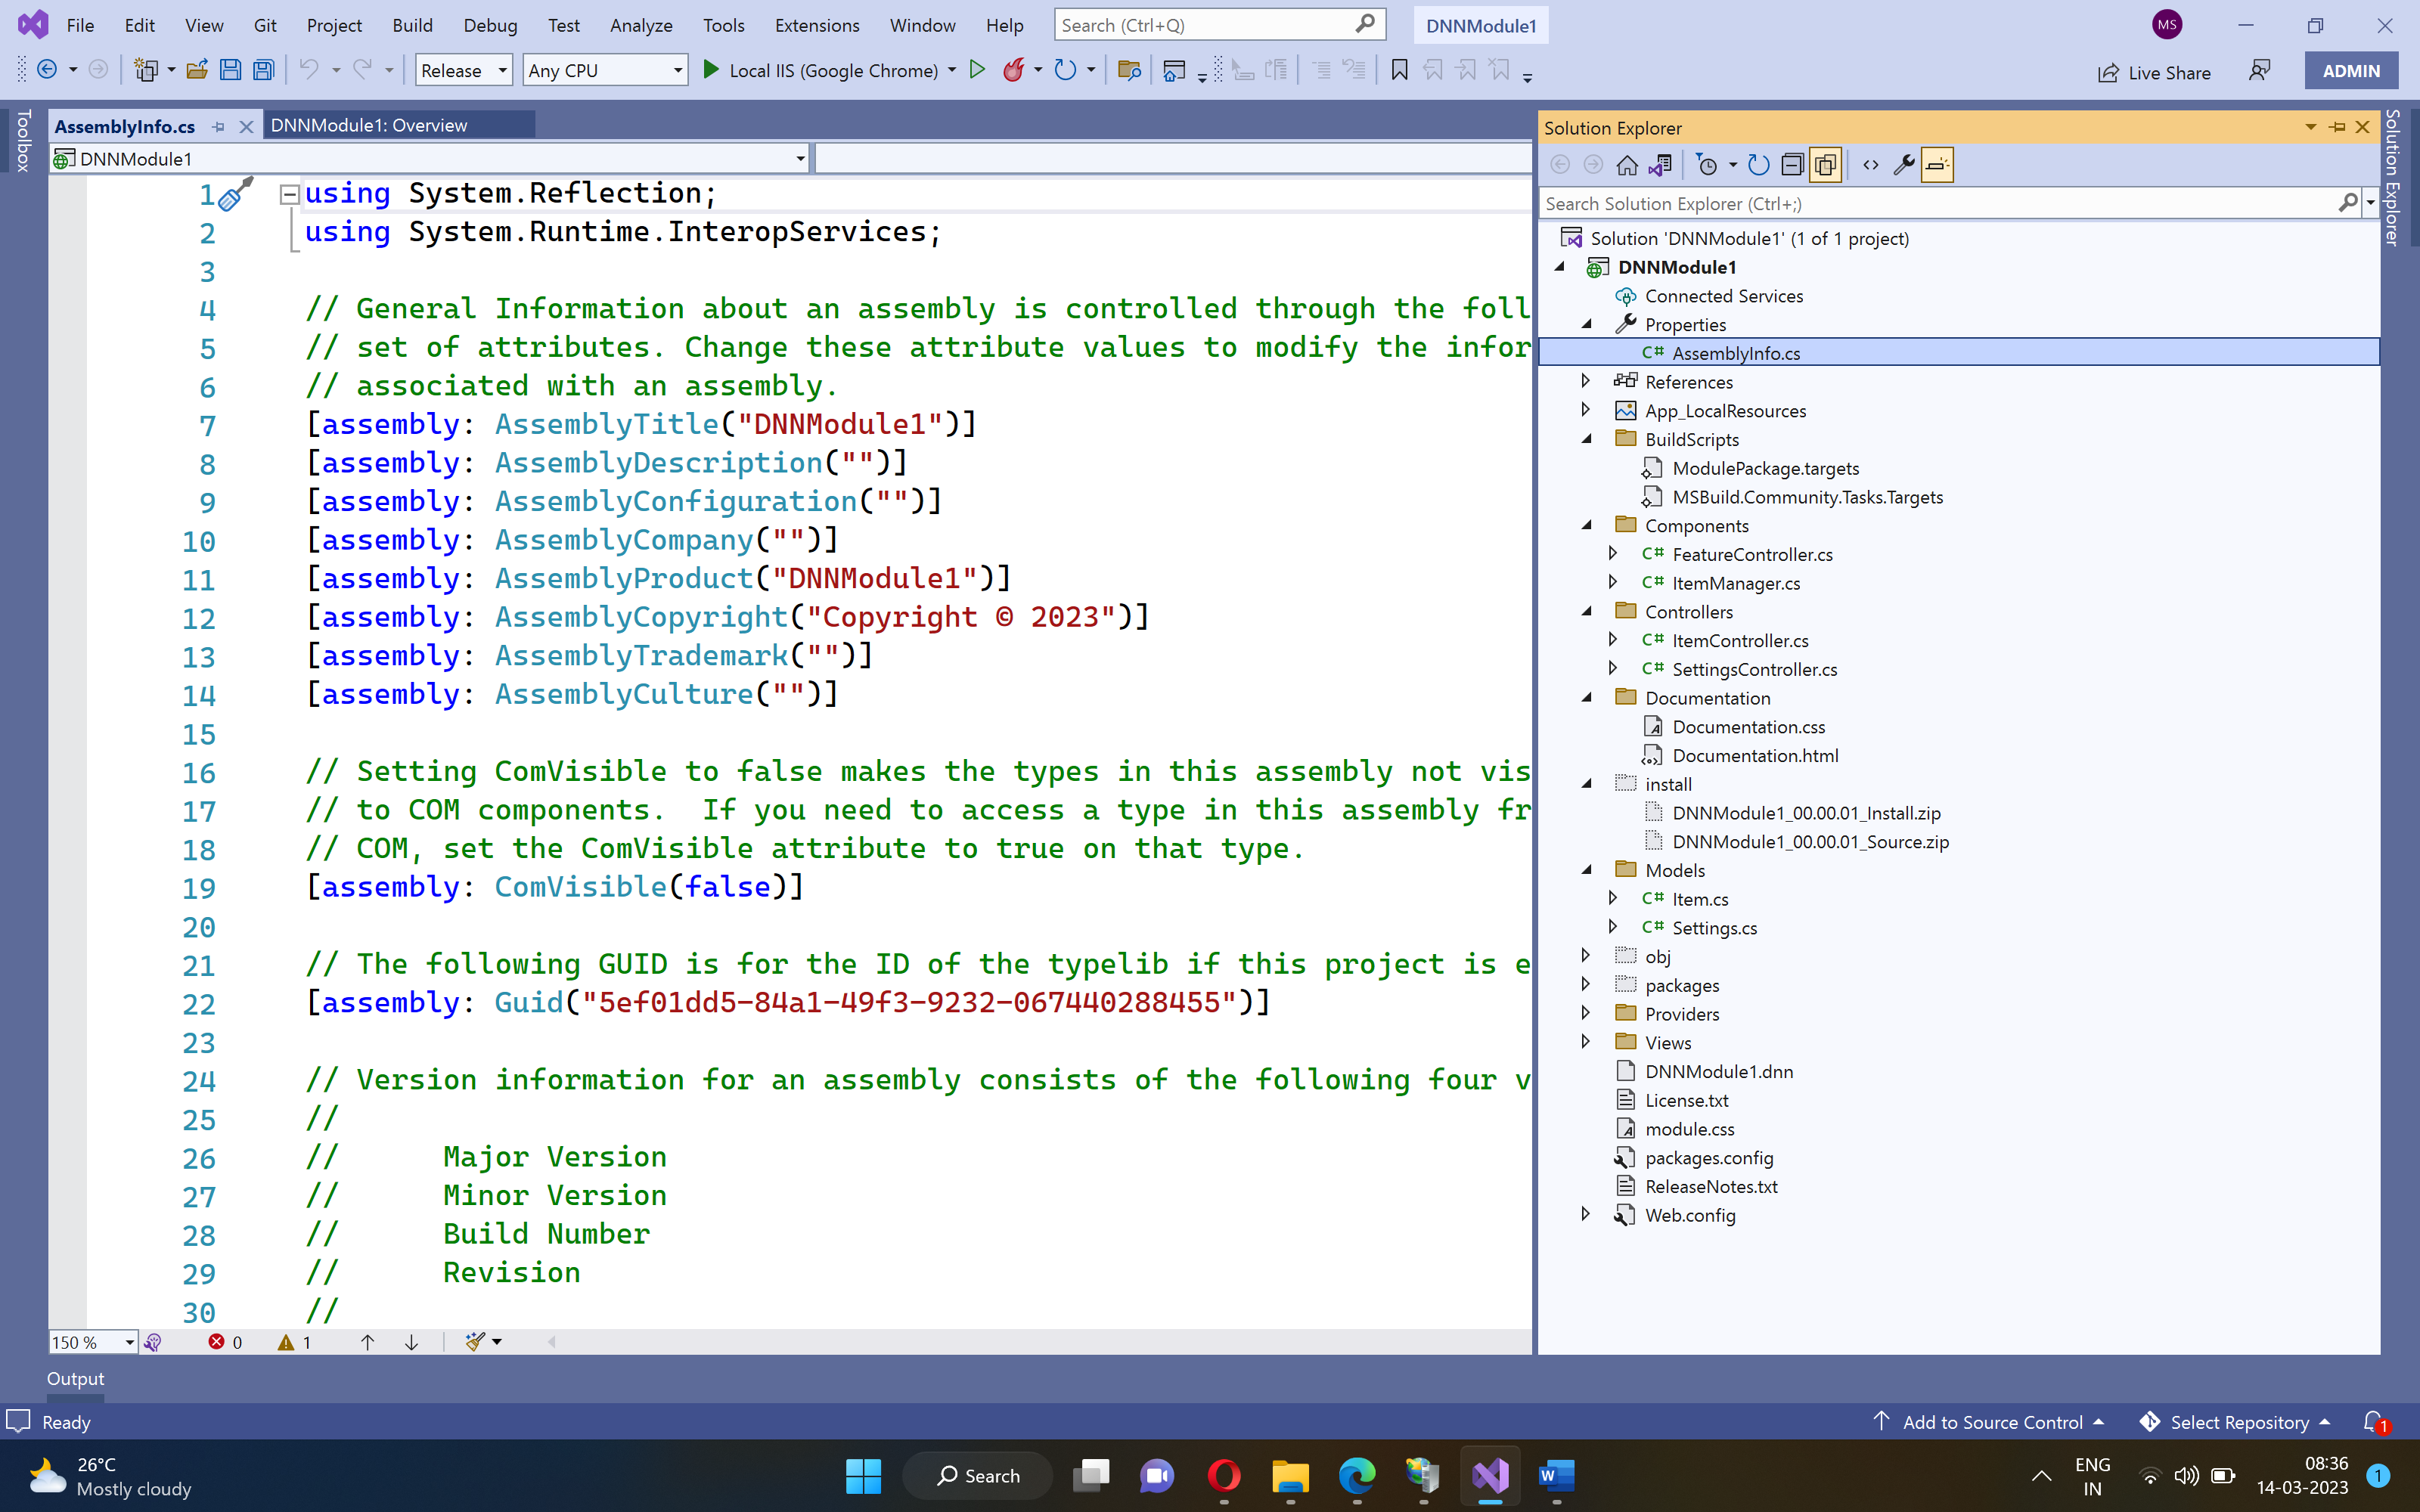 File Edit View Git Project Build Debug Test Analyze Tools Extensions Window Help Search (Ctrl+Q) DNNModule1 MS
Release Any CPU Local IIS (Google Chrome) Live Share ADMIN
Toolbox
AssemblyInfo.cs DNNModule1: Overview
DNNModule1
1 using System.Reflection;
2 using System.Runtime.InteropServices;
3
4 // General Information about an assembly is controlled through the foll
5 // set of attributes. Change these attribute values to modify the infor
6 // associated with an assembly.
7 [assembly: AssemblyTitle("DNNModule1")]
8 [assembly: AssemblyDescription("")]
9 [assembly: AssemblyConfiguration("")]
10 [assembly: AssemblyCompany("")]
11 [assembly: AssemblyProduct("DNNModule1")]
12 [assembly: AssemblyCopyright("Copyright © 2023")]
13 [assembly: AssemblyTrademark("")]
14 [assembly: AssemblyCulture("")]
15
16 // Setting ComVisible to false makes the types in this assembly not vis
17 // to COM components.  If you need to access a type in this assembly fr
18 // COM, set the ComVisible attribute to true on that type.
19 [assembly: ComVisible(false)]
20
21 // The following GUID is for the ID of the typelib if this project is e
22 [assembly: Guid("5ef01dd5-84a1-49f3-9232-067440288455")]
23
24 // Version information for an assembly consists of the following four v
25 //
26 //      Major Version
27 //      Minor Version
28 //      Build Number
29 //      Revision
30 //
150 % 0 1
Solution Explorer
Search Solution Explorer (Ctrl+;)
Solution 'DNNModule1' (1 of 1 project)
DNNModule1
Connected Services
Properties
C# AssemblyInfo.cs
References
App_LocalResources
BuildScripts
ModulePackage.targets
MSBuild.Community.Tasks.Targets
Components
C# FeatureController.cs
C# ItemManager.cs
Controllers
C# ItemController.cs
C# SettingsController.cs
Documentation
Documentation.css
Documentation.html
install
DNNModule1_00.00.01_Install.zip
DNNModule1_00.00.01_Source.zip
Models
C# Item.cs
C# Settings.cs
obj
packages
Providers
Views
DNNModule1.dnn
License.txt
module.css
packages.config
ReleaseNotes.txt
Web.config
Solution Explorer
Output
Ready Add to Source Control Select Repository 1
26°C
Mostly cloudy
Search
W
ENG
IN
08:36
14-03-2023
1